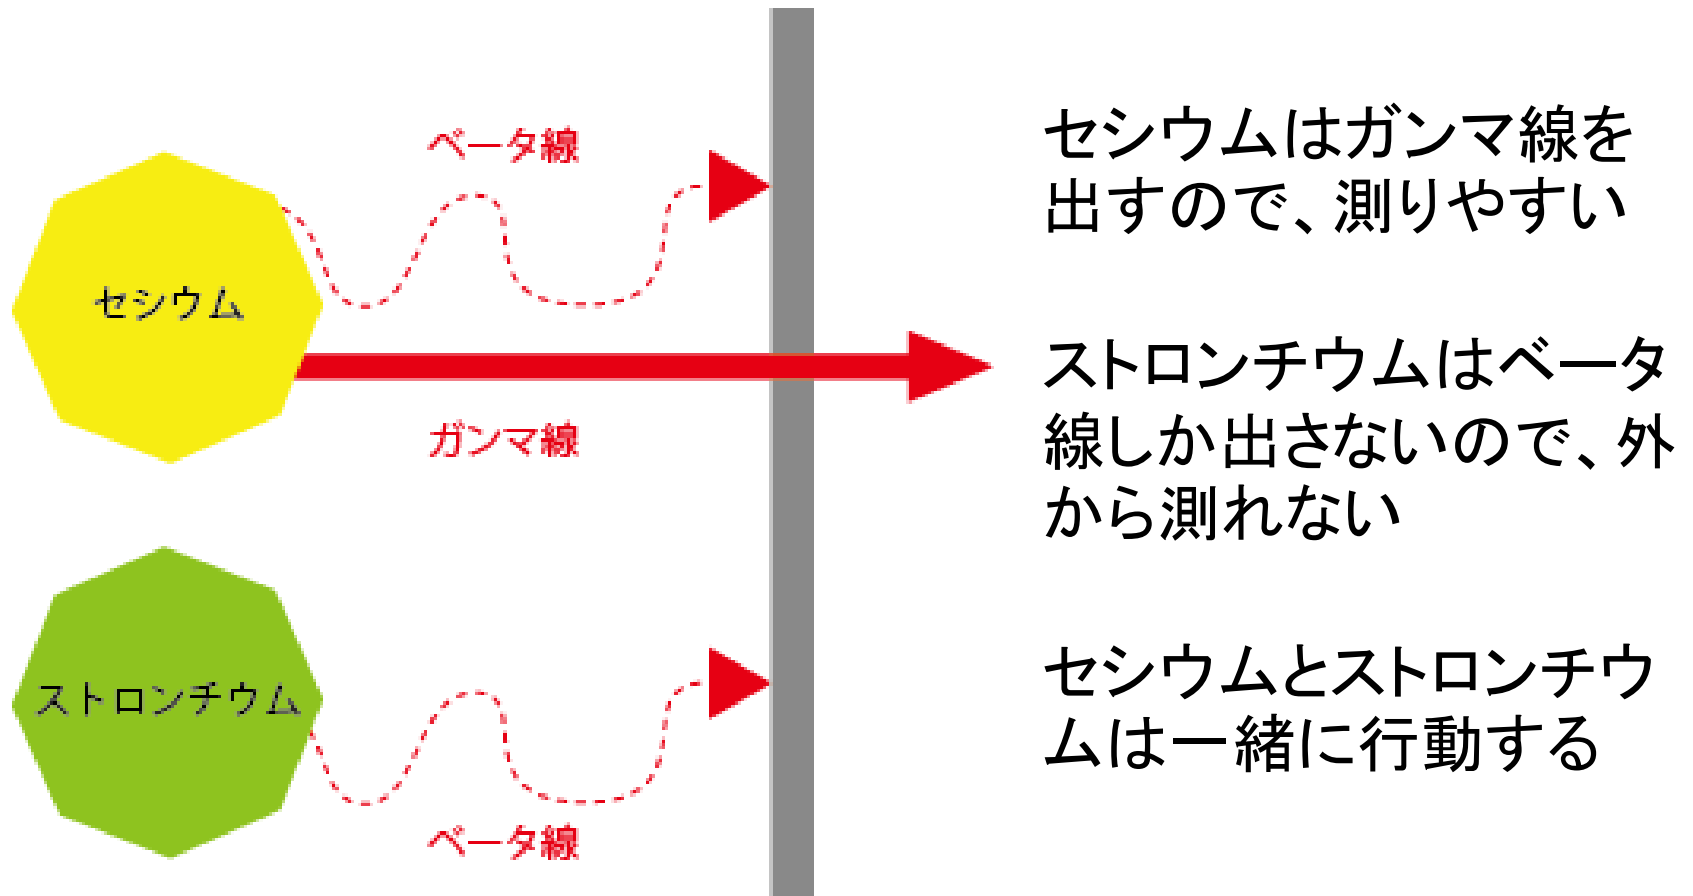 ベータ線
セシウム
ガンマ線
ストロンチウム
ベータ線
セシウムはガンマ線を
出すので、測りやすい
ストロンチウムはベータ
線しか出さないので、外
から測れない
セシウムとストロンチウ
ムは一緒に行動する